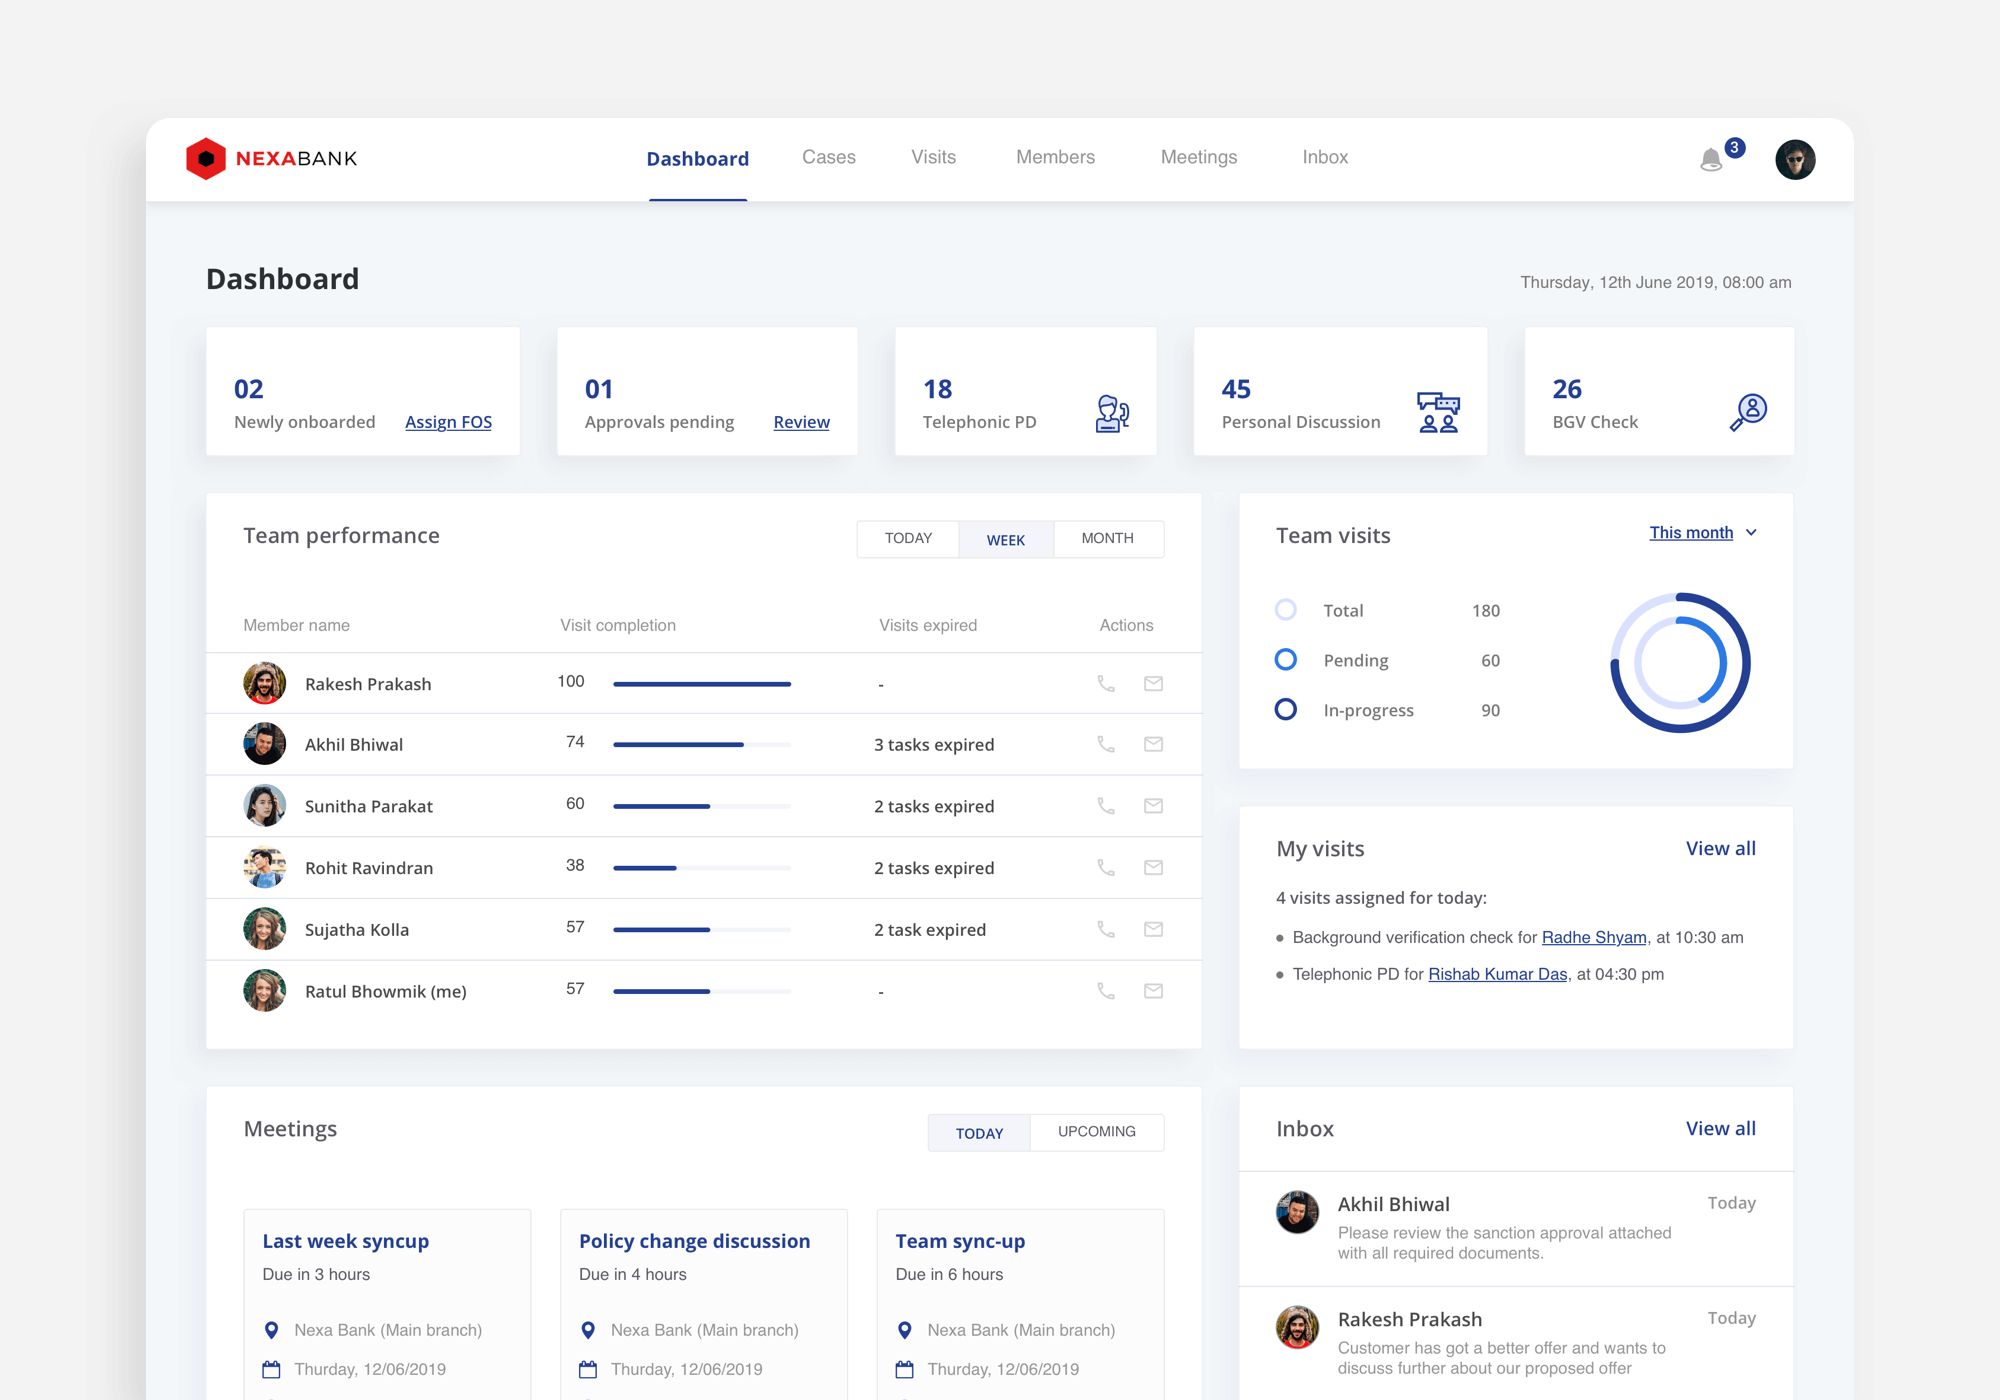 NEXABANK
Dashboard
Cases
Visits
Members
Meetings
Inbox
3
Dashboard
Thursday, 12th June 2019, 08:00 am
02
Newly onboarded
Assign FOS
01
Approvals pending
Review
18
Telephonic PD
45
Personal Discussion
26
BGV Check
Team performance
TODAY
WEEK
MONTH
Member name
Visit completion
Visits expired
Actions
Rakesh Prakash
100
-
Akhil Bhiwal
74
3 tasks expired
Sunitha Parakat
60
2 tasks expired
Rohit Ravindran
38
2 tasks expired
Sujatha Kolla
57
2 task expired
Ratul Bhowmik (me)
57
-
Team visits
This month
Total
180
Pending
60
In-progress
90
My visits
View all
4 visits assigned for today:
• Background verification check for Radhe Shyam, at 10:30 am
• Telephonic PD for Rishab Kumar Das, at 04:30 pm
Meetings
TODAY
UPCOMING
Last week syncup
Due in 3 hours
Nexa Bank (Main branch)
Thurday, 12/06/2019
Policy change discussion
Due in 4 hours
Nexa Bank (Main branch)
Thurday, 12/06/2019
Team sync-up
Due in 6 hours
Nexa Bank (Main branch)
Thurday, 12/06/2019
Inbox
View all
Akhil Bhiwal
Today
Please review the sanction approval attached
with all required documents.
Rakesh Prakash
Today
Customer has got a better offer and wants to
discuss further about our proposed offer